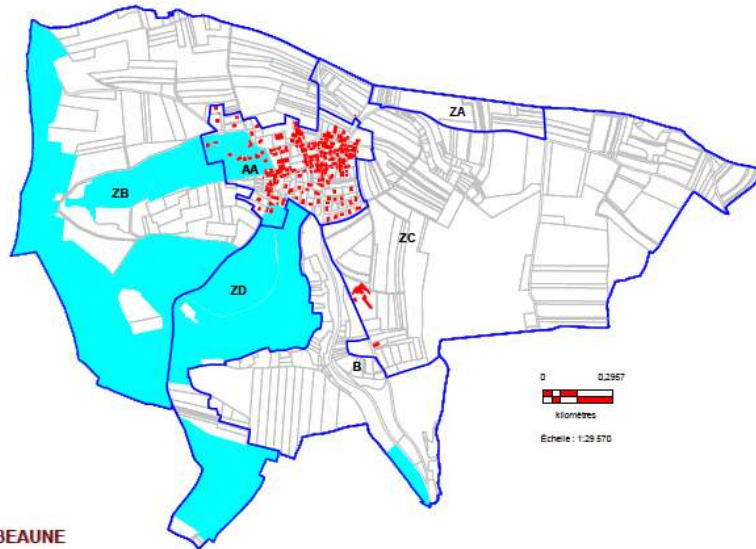 ZA
AA
ZB
ZC
ZD
B
0 0,2957
kilomètres
Échelle : 1:29 570
BEAUNE